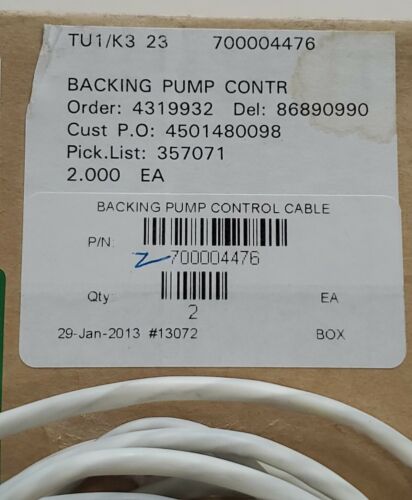 TU1/K3 23 700004476
BACKING PUMP CONTR
Order: 4319932 Del: 86890990
Cust P.O: 4501480098
Pick.List: 357071
2.000 EA
BACKING PUMP CONTROL CABLE
P/N:
Z 700004476
Qty: EA
2
29-Jan-2013 #13072 BOX